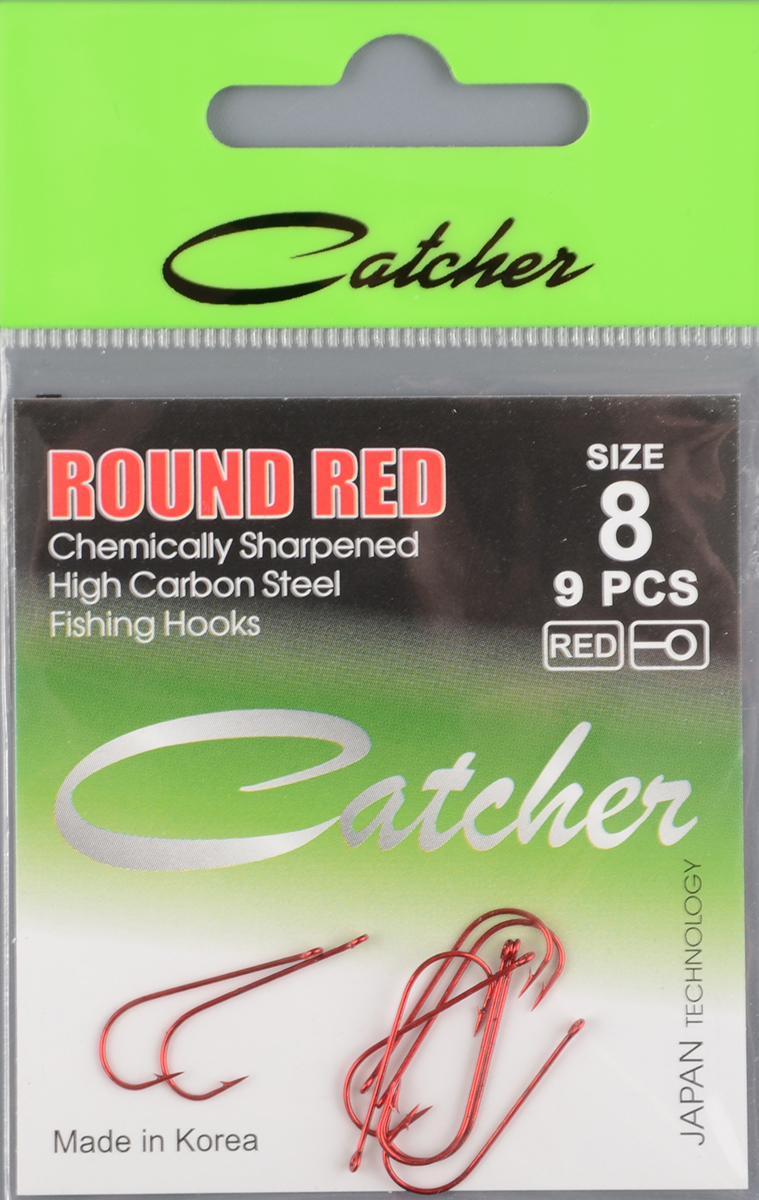 Catcher
ROUND RED
Chemically Sharpened
High Carbon Steel
Fishing Hooks
SIZE
8
9 PCS
RED
Catcher
JAPAN TECHNOLOGY
Made in Korea